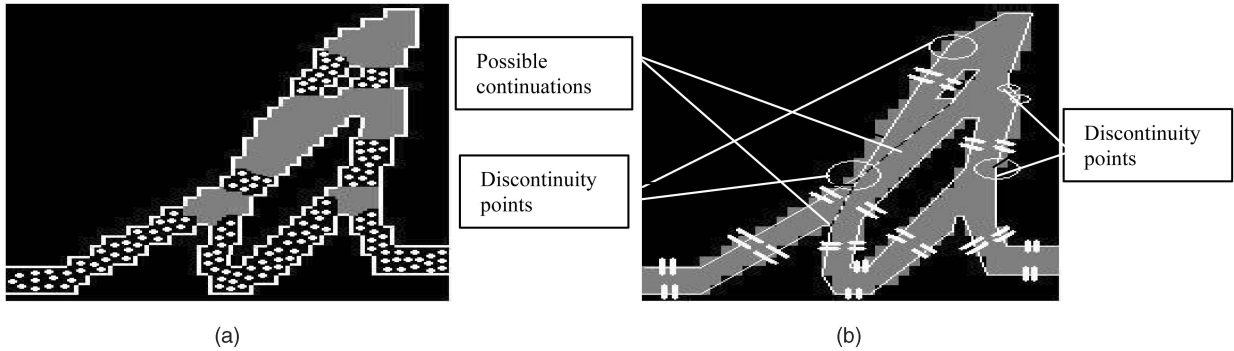 Possible
continuations
Discontinuity
points
Discontinuity
points
(a)
(b)